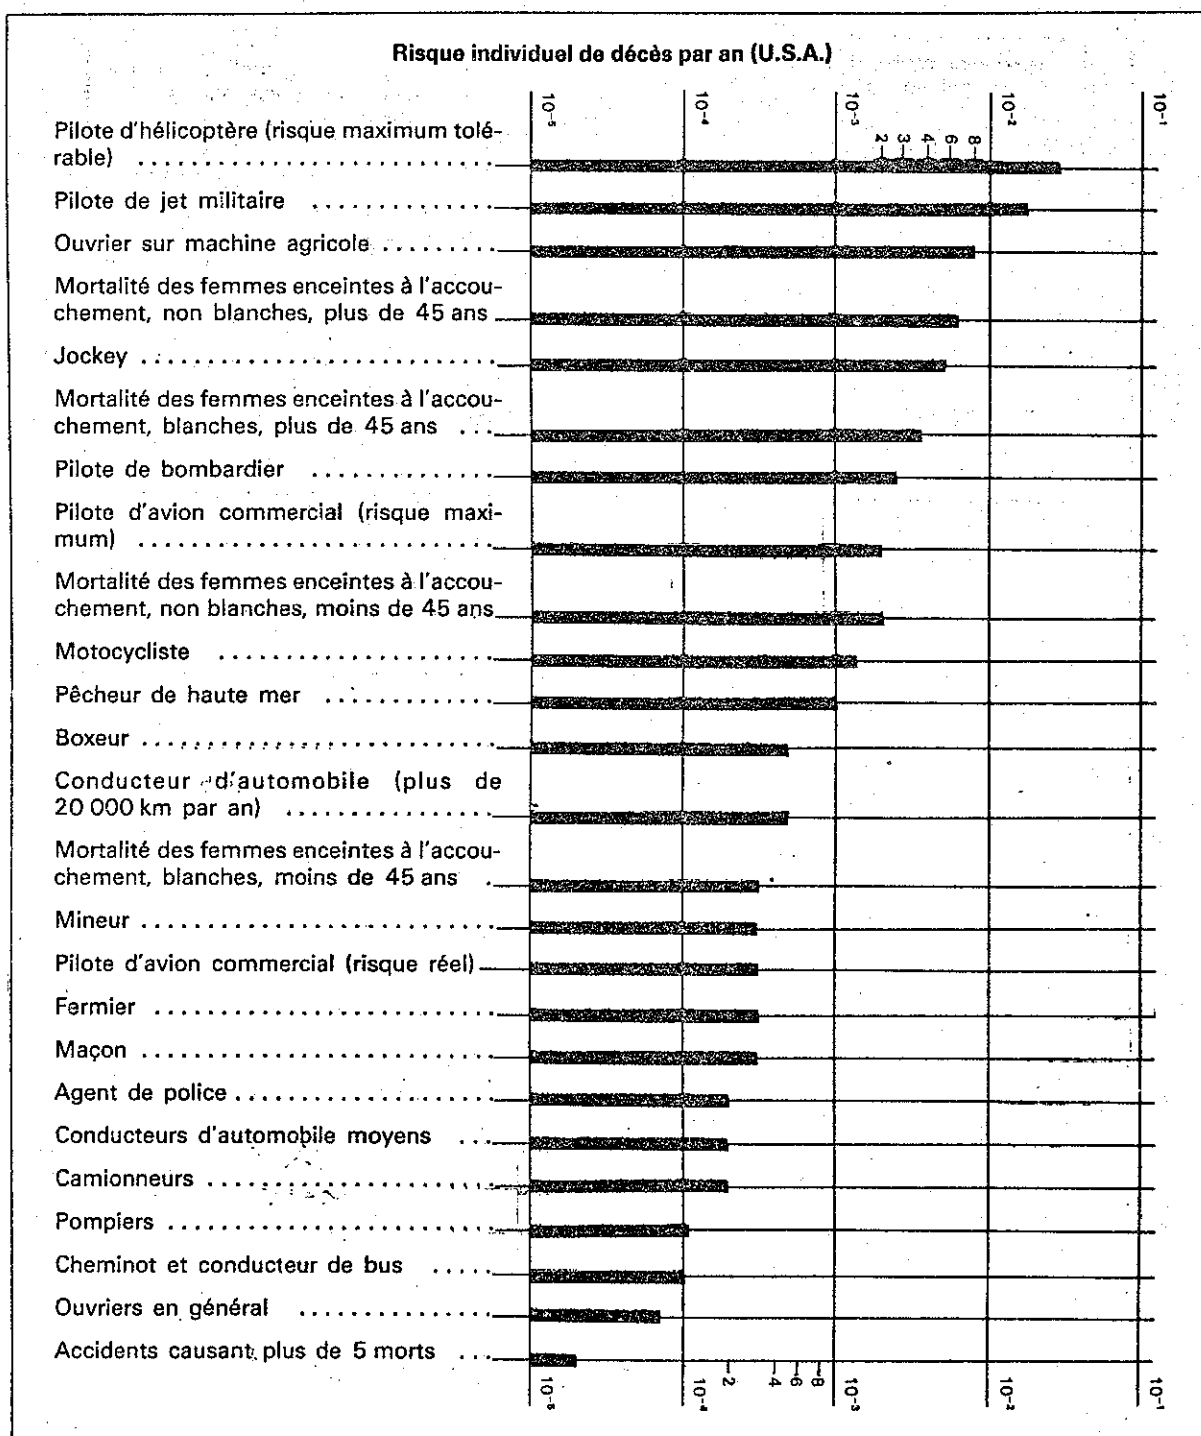 Risque individuel de décès par an (U.S.A.)
10⁻⁵ 10⁻⁴ 10⁻³ 2 3 4 6 8 10⁻² 10⁻¹
Pilote d'hélicoptère (risque maximum tolé-
rable) ...........................
Pilote de jet militaire ..............
Ouvrier sur machine agricole .........
Mortalité des femmes enceintes à l'accou-
chement, non blanches, plus de 45 ans
Jockey ...........................
Mortalité des femmes enceintes à l'accou-
chement, blanches, plus de 45 ans ...
Pilote de bombardier ..............
Pilote d'avion commercial (risque maxi-
mum) ...........................
Mortalité des femmes enceintes à l'accou-
chement, non blanches, moins de 45 ans
Motocycliste .....................
Pêcheur de haute mer .............
Boxeur ...........................
Conducteur d'automobile (plus de
20 000 km par an) ................
Mortalité des femmes enceintes à l'accou-
chement, blanches, moins de 45 ans .
Mineur ...........................
Pilote d'avion commercial (risque réel)
Fermier ..........................
Maçon ...........................
Agent de police ....................
Conducteurs d'automobile moyens ...
Camionneurs ......................
Pompiers .........................
Cheminot et conducteur de bus .....
Ouvriers en général ...............
Accidents causant plus de 5 morts ...
10⁻⁵ 10⁻⁴ 2 4 6 8 10⁻³ 10⁻² 10⁻¹